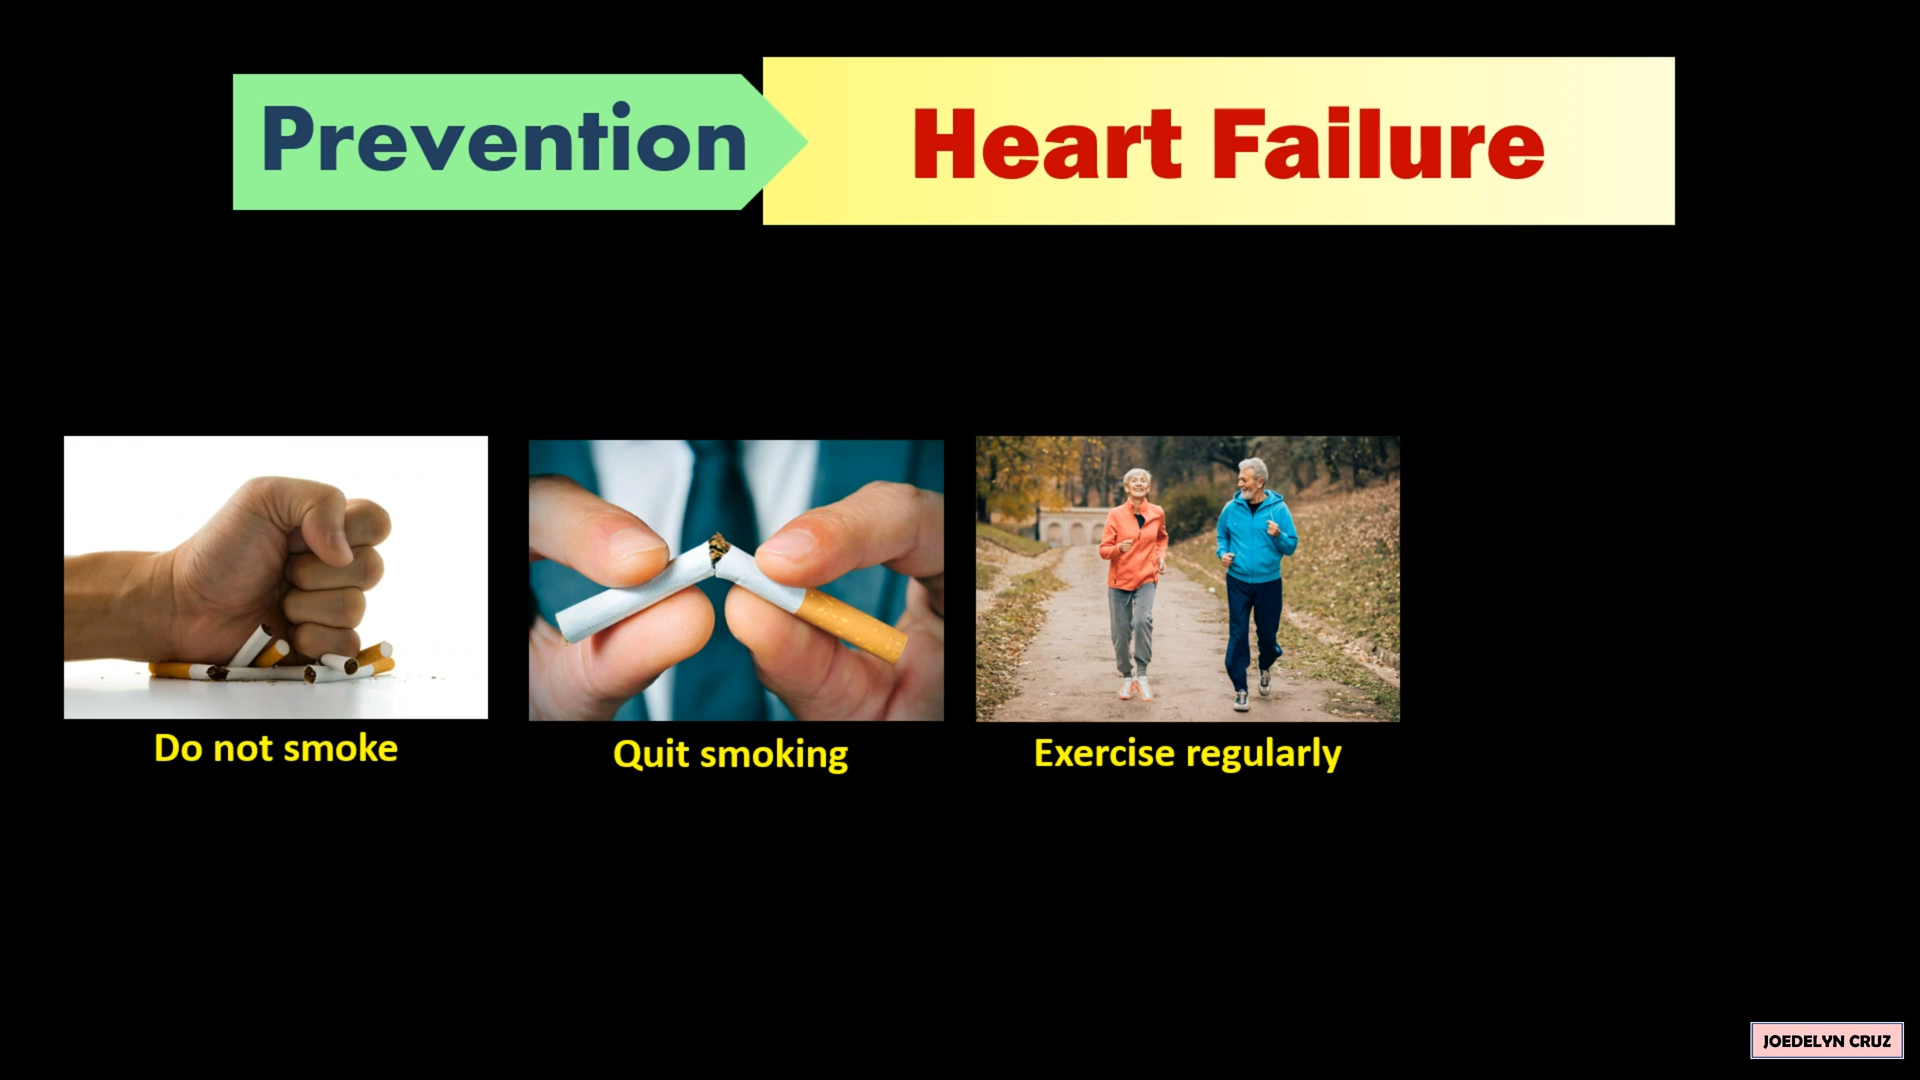 Prevention
Heart Failure
Do not smoke
Quit smoking
Exercise regularly
JOEDELYN CRUZ